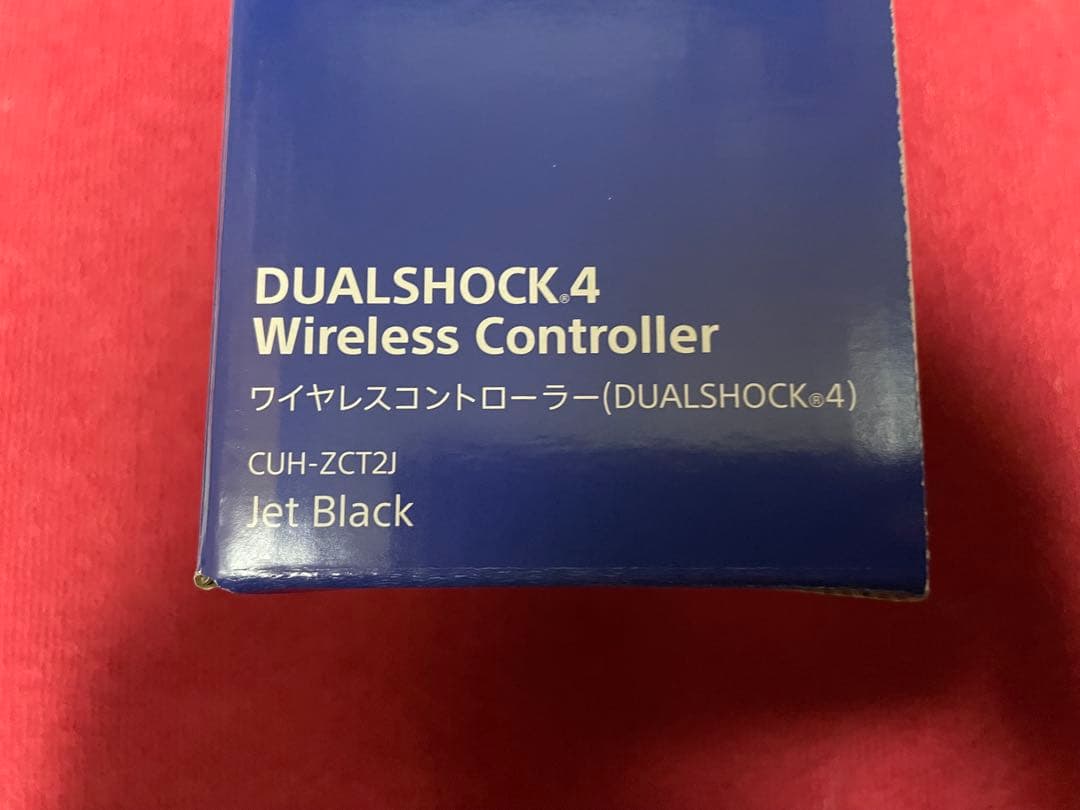 DUALSHOCK®4
Wireless Controller
ワイヤレスコントローラー(DUALSHOCK®4)
CUH-ZCT2J
Jet Black